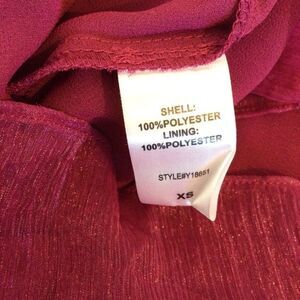 SHELL:
100%POLYESTER
LINING:
100%POLYESTER
STYLE#Y18651
XS